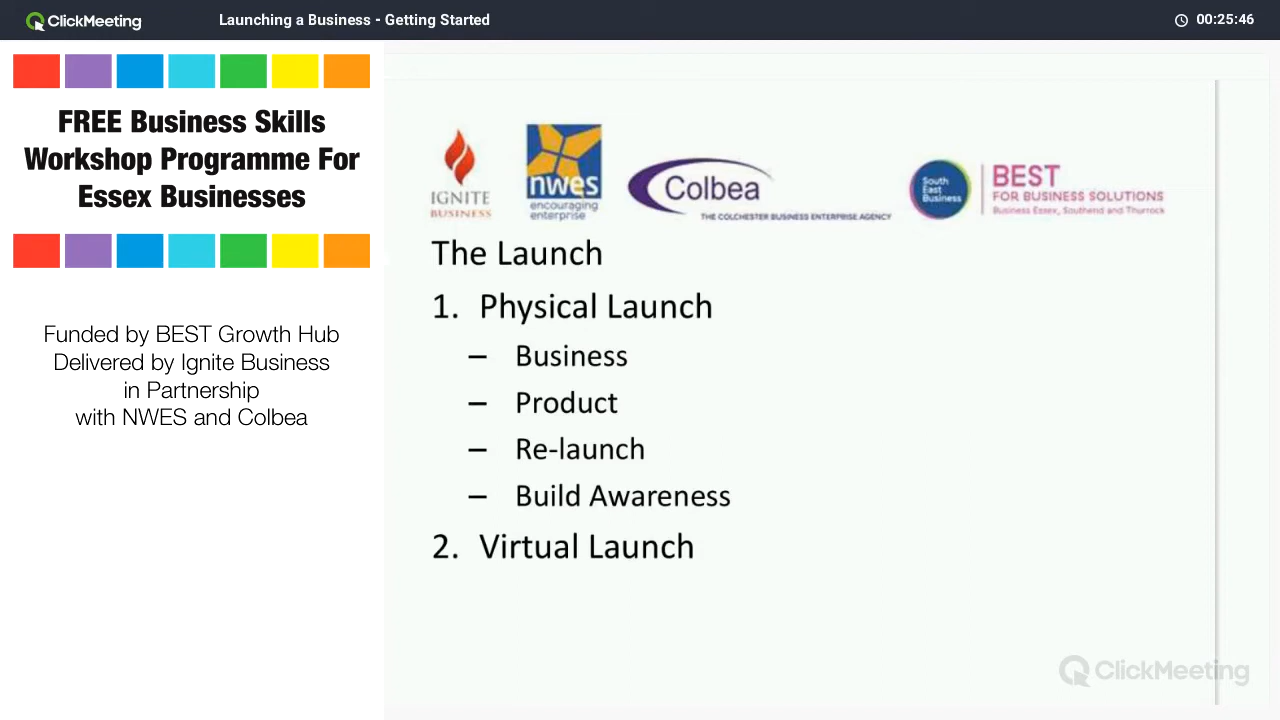 ClickMeeting
Launching a Business - Getting Started
00:25:46
FREE Business Skills
Workshop Programme For
Essex Businesses
Funded by BEST Growth Hub
Delivered by Ignite Business
in Partnership
with NWES and Colbea
IGNITE
BUSINESS
nwes
encouraging
enterprise
Colbea
THE COLCHESTER BUSINESS ENTERPRISE AGENCY
South
East
Business
BEST
FOR BUSINESS SOLUTIONS
Business Essex, Southend and Thurrock
The Launch
1. Physical Launch
– Business
– Product
– Re-launch
– Build Awareness
2. Virtual Launch
ClickMeeting